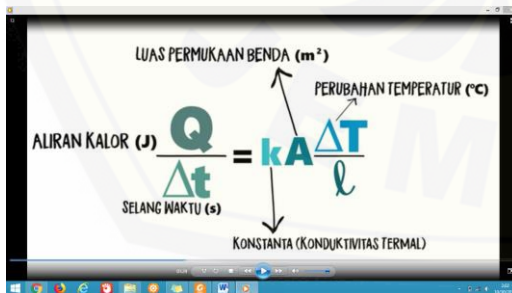 LUAS PERMUKAAN BENDA (m²)
PERUBAHAN TEMPERATUR (°C)
ALIRAN KALOR (J)
Q/Δt = kA ΔT/ℓ
SELANG WAKTU (s)
KONSTANTA (KONDUKTIVITAS TERMAL)